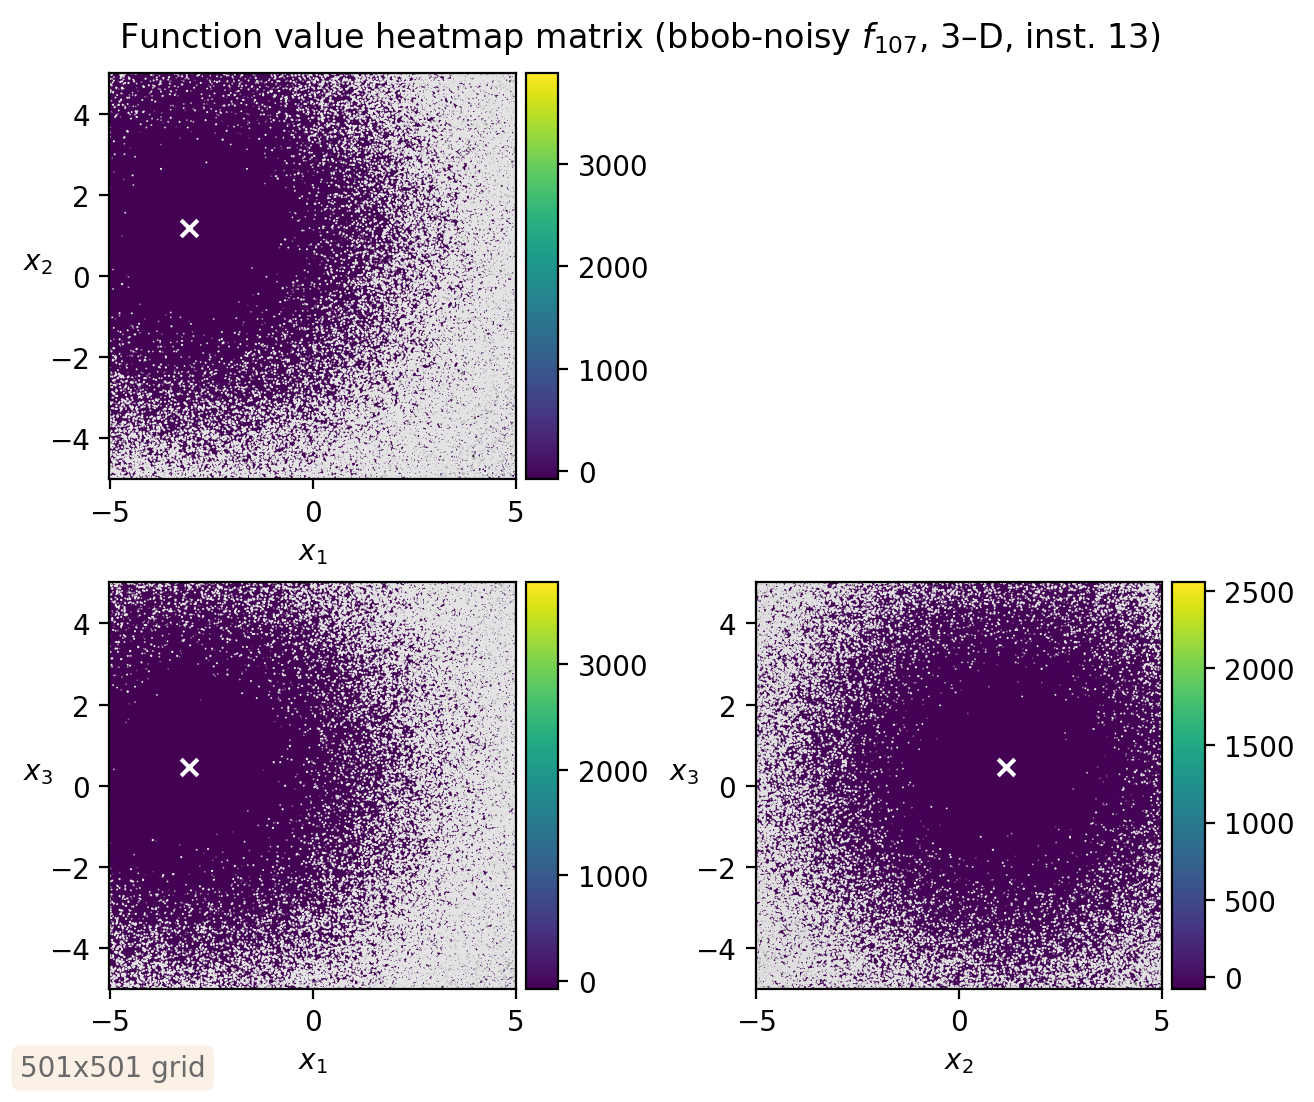 Function value heatmap matrix (bbob-noisy f107, 3–D, inst. 13)
4
2
0
−2
−4
x2
−5 0 5
x1
3000
2000
1000
0
4
2
0
−2
−4
x3
−5 0 5
x1
3000
2000
1000
0
4
2
0
−2
−4
x3
−5 0 5
x2
2500
2000
1500
1000
500
0
501x501 grid